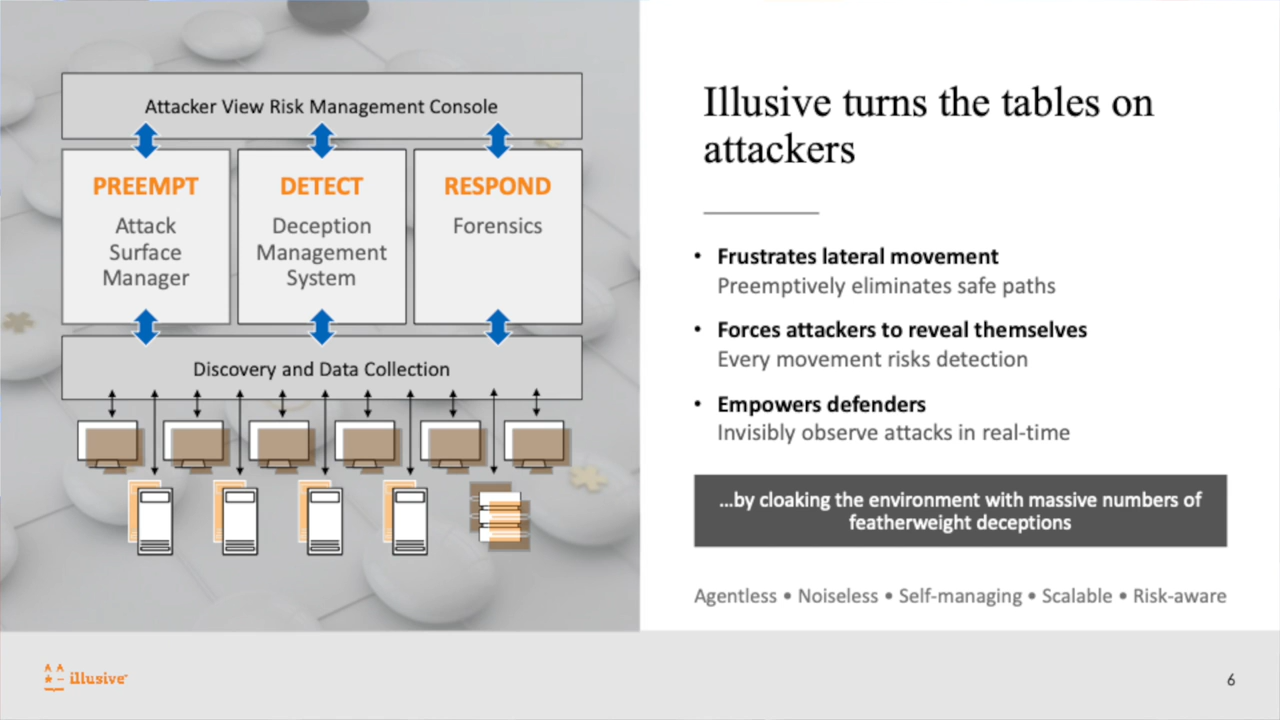 Attacker View Risk Management Console
PREEMPT
Attack
Surface
Manager
DETECT
Deception
Management
System
RESPOND
Forensics
Discovery and Data Collection
Illusive turns the tables on
attackers
• Frustrates lateral movement
Preemptively eliminates safe paths
• Forces attackers to reveal themselves
Every movement risks detection
• Empowers defenders
Invisibly observe attacks in real-time
...by cloaking the environment with massive numbers of
featherweight deceptions
Agentless • Noiseless • Self-managing • Scalable • Risk-aware
illusive
6